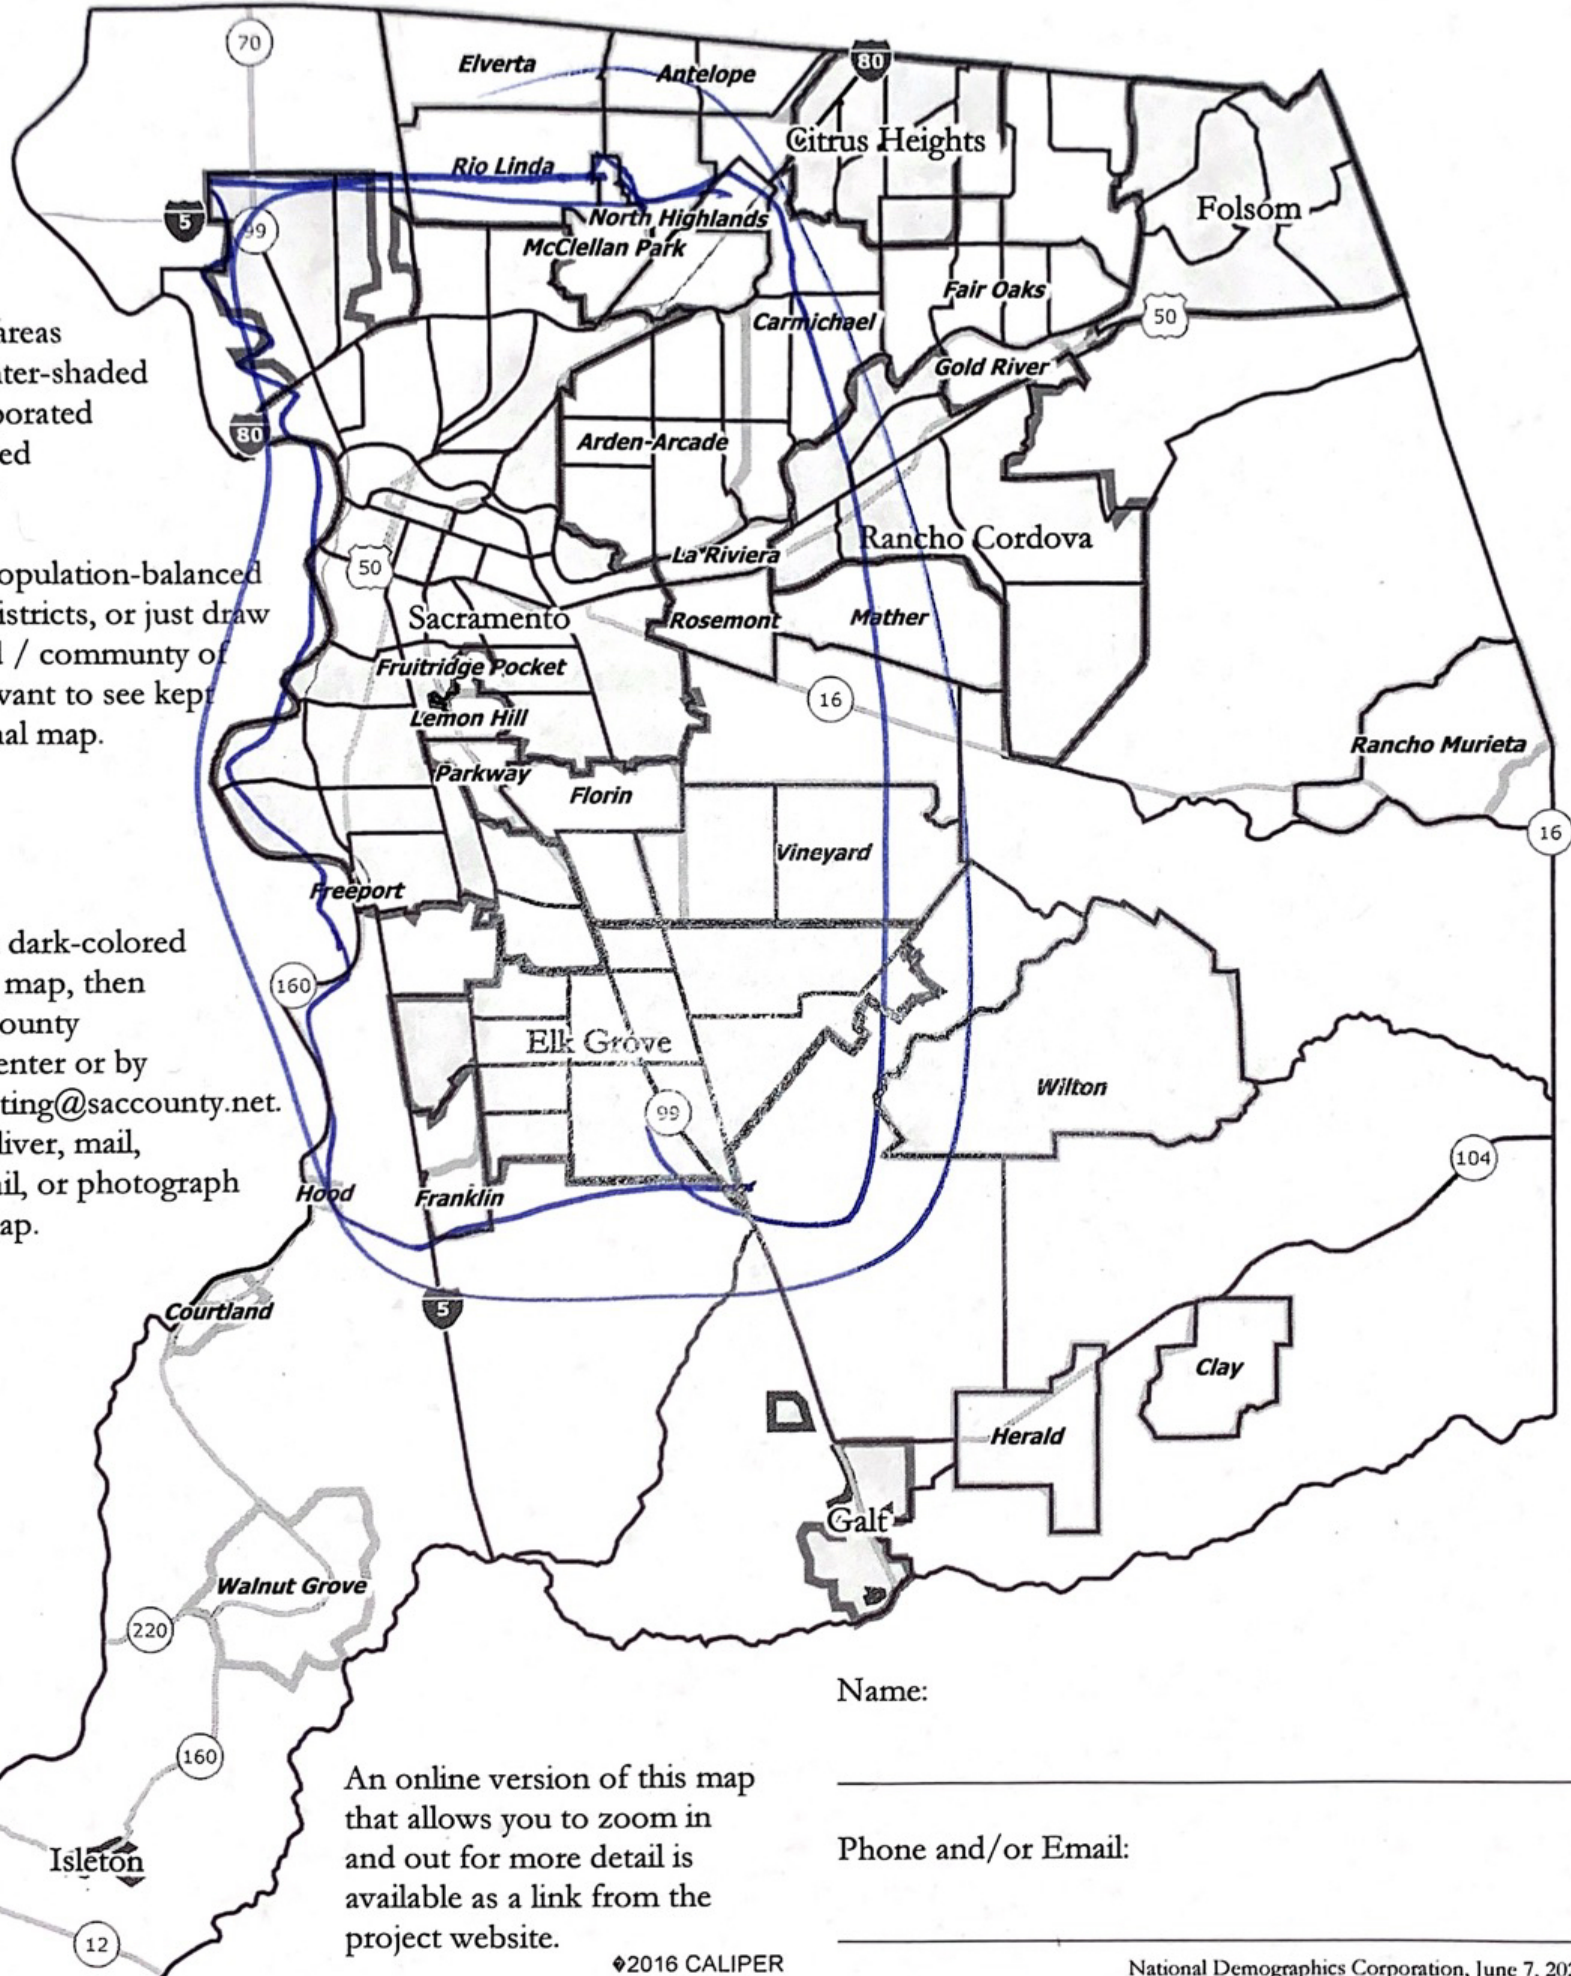 70
Elverta
Antelope
80
Citrus Heights
Rio Linda
Folsom
5
99
North Highlands
McClellan Park
Fair Oaks
50
Carmichael
areas
Gold River
ter-shaded
porated
80
Arden-Arcade
ed
Rancho Cordova
La Riviera
50
opulation-balanced
istricts, or just draw
Sacramento
Rosemont
Mather
/ communty of
Fruitridge Pocket
want to see kept
16
Lemon Hill
al map.
Rancho Murieta
Parkway
Florin
16
Vineyard
Freeport
dark-colored
160
map, then
ounty
Elk Grove
enter or by
Wilton
ting@saccounty.net.
99
liver, mail,
104
il, or photograph
Hood
Franklin
ap.
Courtland
5
Clay
Herald
Galt
Walnut Grove
220
Name:
160
An online version of this map
that allows you to zoom in
and out for more detail is
available as a link from the
project website.
Phone and/or Email:
Isleton
12
�2016 CALIPER
National Demographics Corporation, June 7, 202